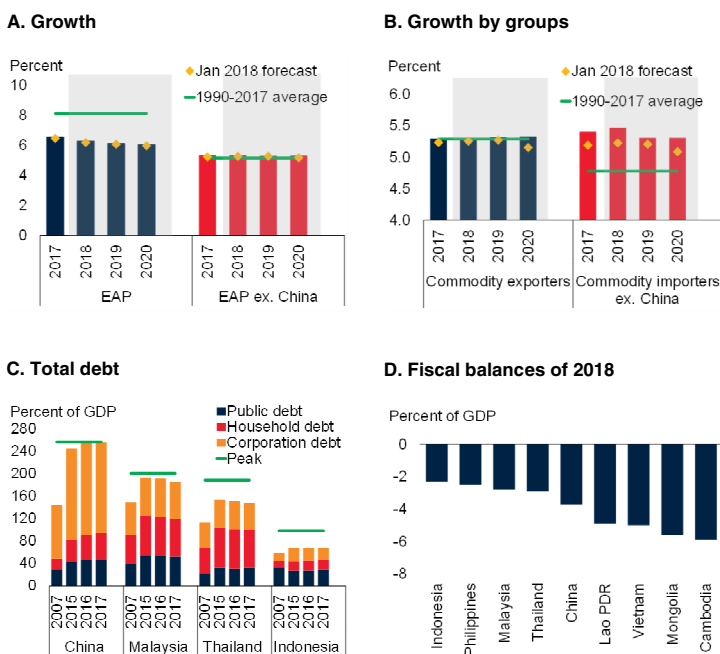 A. Growth
Percent
Jan 2018 forecast
1990-2017 average
10
8
6
4
2
0
2017
2018
2019
2020
2017
2018
2019
2020
EAP
EAP ex. China
B. Growth by groups
Percent
Jan 2018 forecast
1990-2017 average
6.0
5.5
5.0
4.5
4.0
2017
2018
2019
2020
2017
2018
2019
2020
Commodity exporters
Commodity importers
ex. China
C. Total debt
Percent of GDP
Public debt
Household debt
Corporation debt
Peak
280
240
200
160
120
80
40
0
2007
2015
2016
2017
2007
2015
2016
2017
2007
2015
2016
2017
2007
2015
2016
2017
China
Malaysia
Thailand
Indonesia
D. Fiscal balances of 2018
Percent of GDP
0
-2
-4
-6
-8
Indonesia
Philippines
Malaysia
Thailand
China
Lao PDR
Vietnam
Mongolia
Cambodia